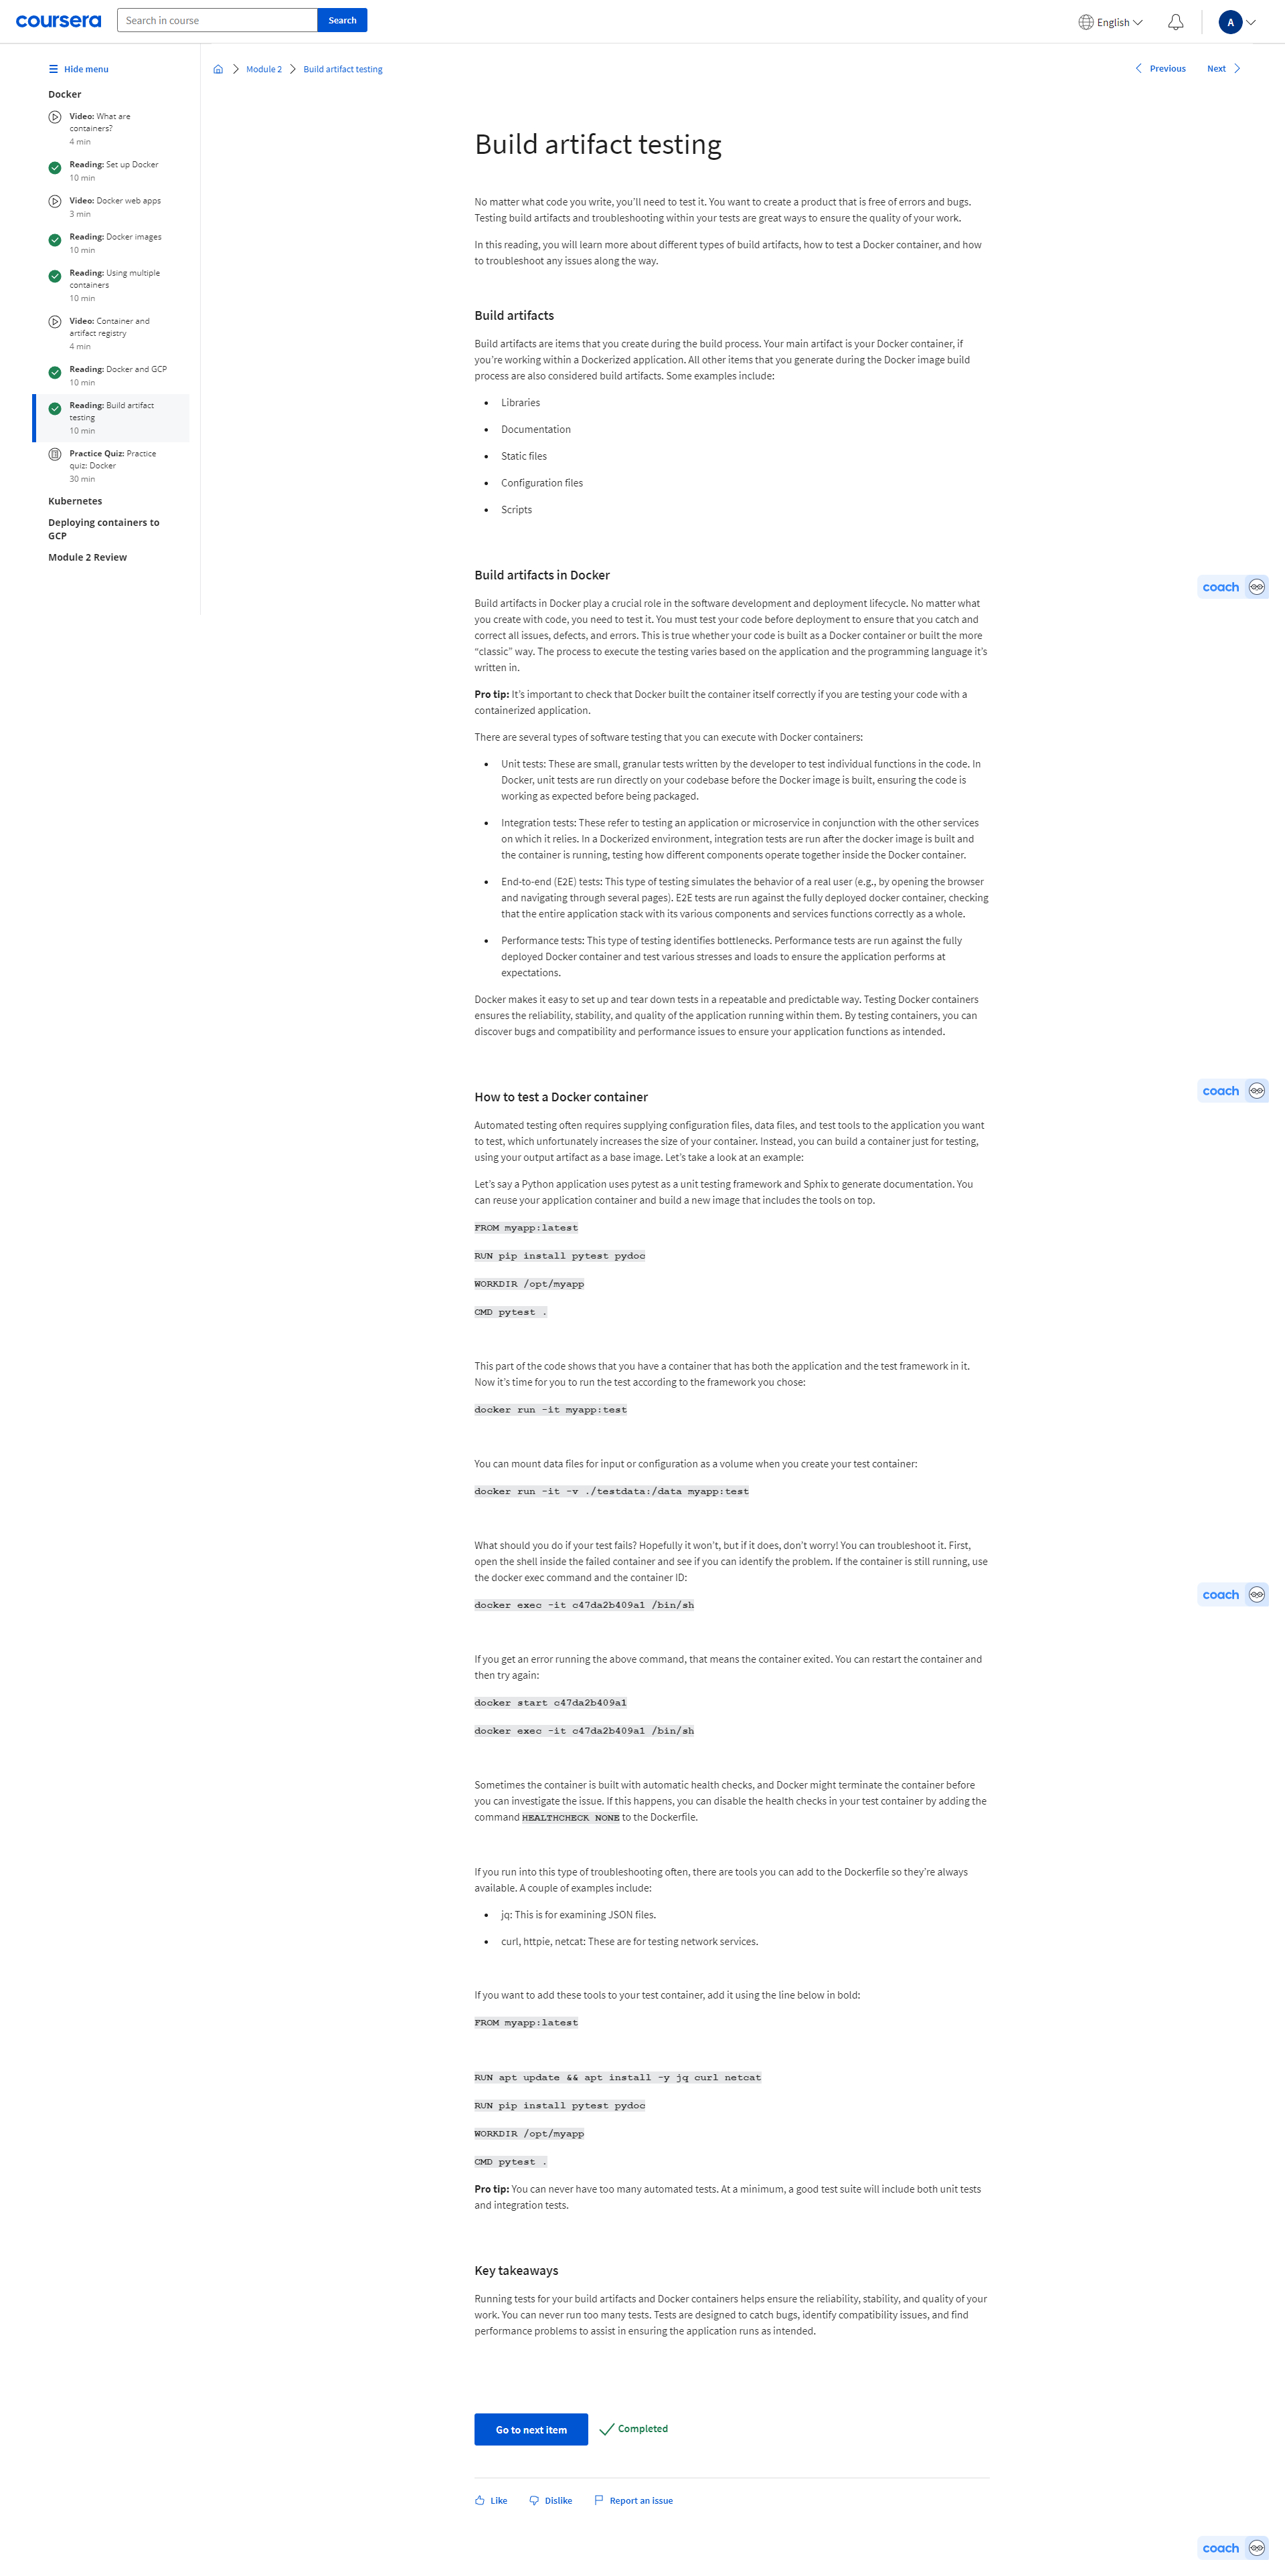 coursera
Search in course
Search
English
A
Hide menu
Docker
Video: What are
containers?
4 min
Reading: Set up Docker
10 min
Video: Docker web apps
3 min
Reading: Docker images
10 min
Reading: Using multiple
containers
10 min
Video: Container and
artifact registry
4 min
Reading: Docker and GCP
10 min
Reading: Build artifact
testing
10 min
Practice Quiz: Practice
quiz: Docker
30 min
Kubernetes
Deploying containers to
GCP
Module 2 Review
Module 2
Build artifact testing
Previous
Next
Build artifact testing
No matter what code you write, you’ll need to test it. You want to create a product that is free of errors and bugs.
Testing build artifacts and troubleshooting within your tests are great ways to ensure the quality of your work.
In this reading, you will learn more about different types of build artifacts, how to test a Docker container, and how
to troubleshoot any issues along the way.
Build artifacts
Build artifacts are items that you create during the build process. Your main artifact is your Docker container, if
you’re working within a Dockerized application. All other items that you generate during the Docker image build
process are also considered build artifacts. Some examples include:
• Libraries
• Documentation
• Static files
• Configuration files
• Scripts
Build artifacts in Docker
coach
Build artifacts in Docker play a crucial role in the software development and deployment lifecycle. No matter what
you create with code, you need to test it. You must test your code before deployment to ensure that you catch and
correct all issues, defects, and errors. This is true whether your code is built as a Docker container or built the more
“classic” way. The process to execute the testing varies based on the application and the programming language it’s
written in.
Pro tip: It’s important to check that Docker built the container itself correctly if you are testing your code with a
containerized application.
There are several types of software testing that you can execute with Docker containers:
• Unit tests: These are small, granular tests written by the developer to test individual functions in the code. In
Docker, unit tests are run directly on your codebase before the Docker image is built, ensuring the code is
working as expected before being packaged.
• Integration tests: These refer to testing an application or microservice in conjunction with the other services
on which it relies. In a Dockerized environment, integration tests are run after the docker image is built and
the container is running, testing how different components operate together inside the Docker container.
• End-to-end (E2E) tests: This type of testing simulates the behavior of a real user (e.g., by opening the browser
and navigating through several pages). E2E tests are run against the fully deployed docker container, checking
that the entire application stack with its various components and services functions correctly as a whole.
• Performance tests: This type of testing identifies bottlenecks. Performance tests are run against the fully
deployed Docker container and test various stresses and loads to ensure the application performs at
expectations.
Docker makes it easy to set up and tear down tests in a repeatable and predictable way. Testing Docker containers
ensures the reliability, stability, and quality of the application running within them. By testing containers, you can
discover bugs and compatibility and performance issues to ensure your application functions as intended.
coach
How to test a Docker container
Automated testing often requires supplying configuration files, data files, and test tools to the application you want
to test, which unfortunately increases the size of your container. Instead, you can build a container just for testing,
using your output artifact as a base image. Let’s take a look at an example:
Let’s say a Python application uses pytest as a unit testing framework and Sphix to generate documentation. You
can reuse your application container and build a new image that includes the tools on top.
FROM myapp:latest
RUN pip install pytest pydoc
WORKDIR /opt/myapp
CMD pytest .
This part of the code shows that you have a container that has both the application and the test framework in it.
Now it’s time for you to run the test according to the framework you chose:
docker run -it myapp:test
You can mount data files for input or configuration as a volume when you create your test container:
docker run -it -v ./testdata:/data myapp:test
What should you do if your test fails? Hopefully it won’t, but if it does, don’t worry! You can troubleshoot it. First,
open the shell inside the failed container and see if you can identify the problem. If the container is still running, use
the docker exec command and the container ID:
coach
docker exec -it c47da2b409a1 /bin/sh
If you get an error running the above command, that means the container exited. You can restart the container and
then try again:
docker start c47da2b409a1
docker exec -it c47da2b409a1 /bin/sh
Sometimes the container is built with automatic health checks, and Docker might terminate the container before
you can investigate the issue. If this happens, you can disable the health checks in your test container by adding the
command HEALTHCHECK NONE to the Dockerfile.
If you run into this type of troubleshooting often, there are tools you can add to the Dockerfile so they’re always
available. A couple of examples include:
• jq: This is for examining JSON files.
• curl, httpie, netcat: These are for testing network services.
If you want to add these tools to your test container, add it using the line below in bold:
FROM myapp:latest
RUN apt update && apt install -y jq curl netcat
RUN pip install pytest pydoc
WORKDIR /opt/myapp
CMD pytest .
Pro tip: You can never have too many automated tests. At a minimum, a good test suite will include both unit tests
and integration tests.
Key takeaways
Running tests for your build artifacts and Docker containers helps ensure the reliability, stability, and quality of your
work. You can never run too many tests. Tests are designed to catch bugs, identify compatibility issues, and find
performance problems to assist in ensuring the application runs as intended.
Go to next item
Completed
Like
Dislike
Report an issue
coach